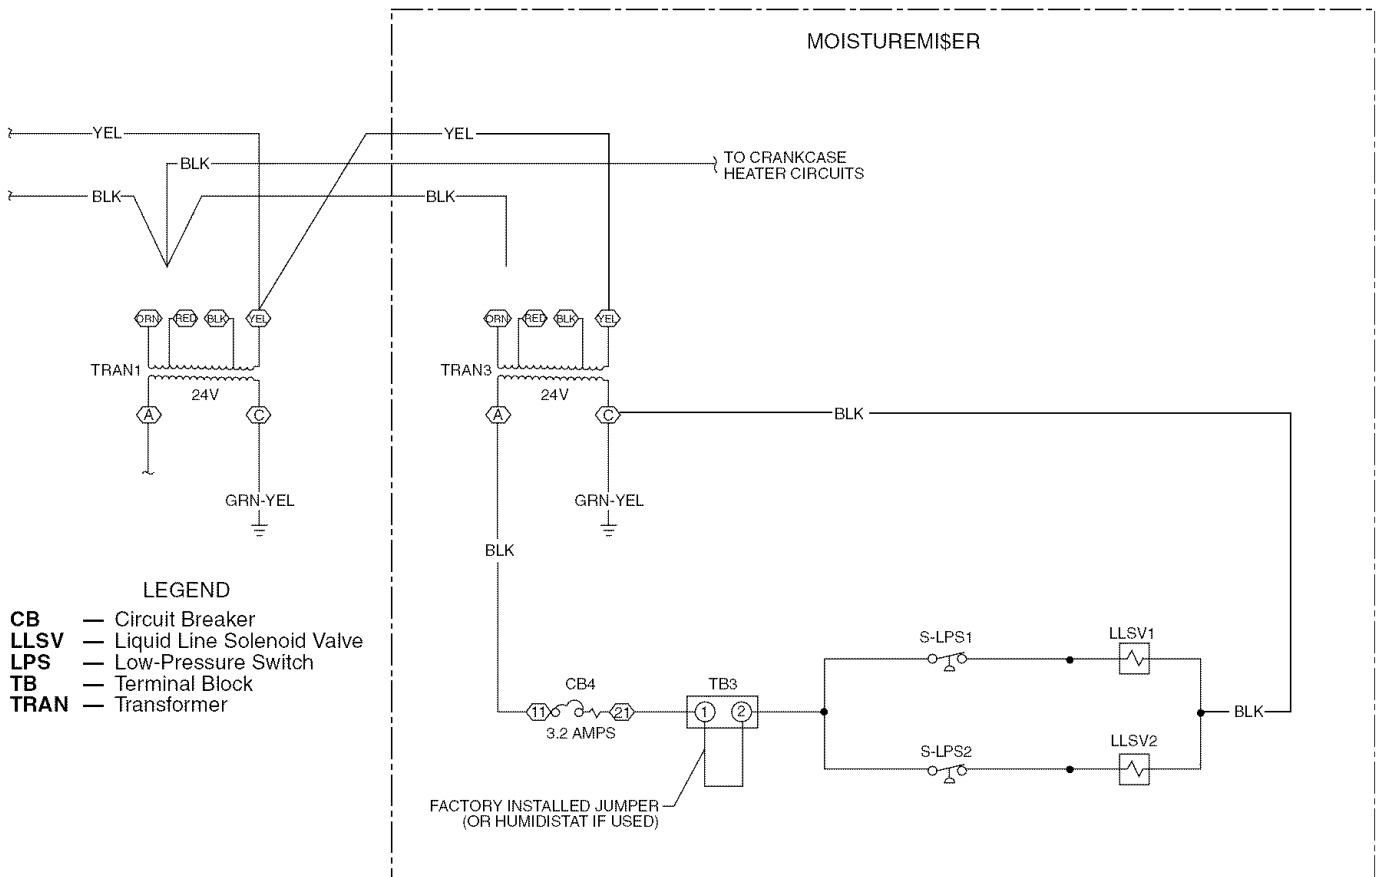 MOISTUREMI$ER
YEL
YEL
BLK
TO CRANKCASE
HEATER CIRCUITS
BLK
BLK
ORN
RED
BLK
YEL
ORN
RED
BLK
YEL
TRAN1
24V
TRAN3
24V
A
C
A
C
BLK
GRN-YEL
GRN-YEL
BLK
LEGEND
CB — Circuit Breaker
LLSV — Liquid Line Solenoid Valve
LPS — Low-Pressure Switch
TB — Terminal Block
TRAN — Transformer
S-LPS1
LLSV1
CB4
TB3
11
21
1
2
BLK
3.2 AMPS
S-LPS2
LLSV2
FACTORY INSTALLED JUMPER
(OR HUMIDISTAT IF USED)